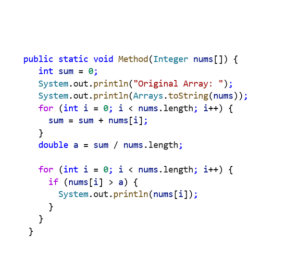 public static void Method(Integer nums[]) {
int sum = 0;
System.out.println("Original Array: ");
System.out.println(Arrays.toString(nums));
for (int i = 0; i < nums.length; i++) {
sum = sum + nums[i];
}
double a = sum / nums.length;
for (int i = 0; i < nums.length; i++) {
if (nums[i] > a) {
System.out.println(nums[i]);
}
}
}